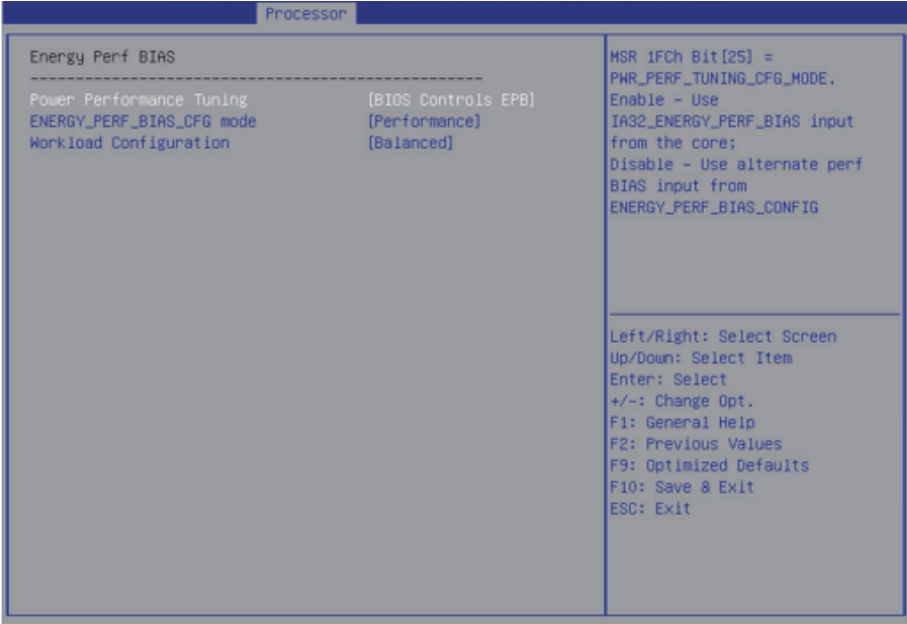 Processor
Energy Perf BIAS
--------------------------------------------------
Power Performance Tuning [BIOS Controls EPB]
ENERGY_PERF_BIAS_CFG mode [Performance]
Workload Configuration [Balanced]
MSR 1FCh Bit[25] =
PWR_PERF_TUNING_CFG_MODE.
Enable - Use
IA32_ENERGY_PERF_BIAS input
from the core;
Disable - Use alternate perf
BIAS input from
ENERGY_PERF_BIAS_CONFIG
Left/Right: Select Screen
Up/Down: Select Item
Enter: Select
+/-: Change Opt.
F1: General Help
F2: Previous Values
F9: Optimized Defaults
F10: Save & Exit
ESC: Exit